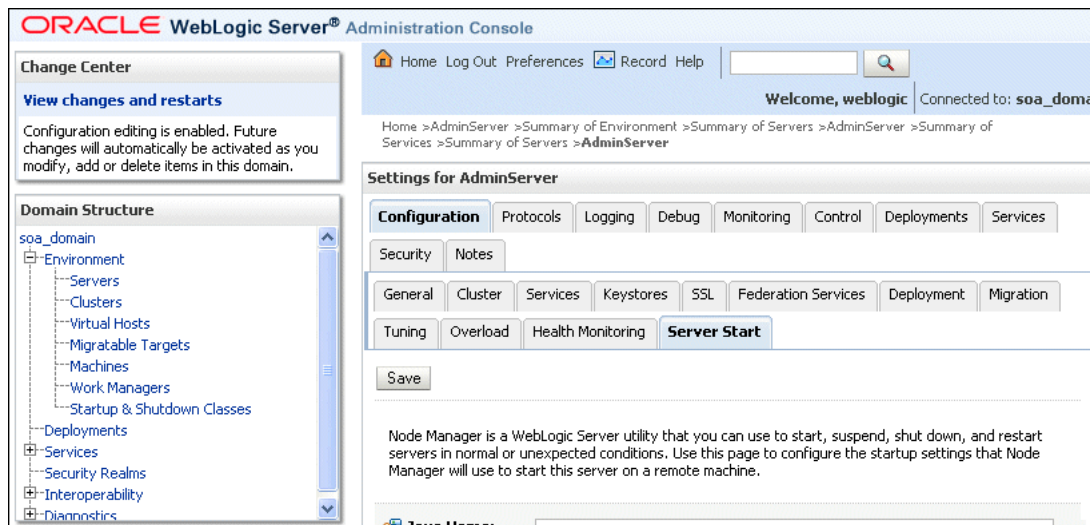 ORACLE WebLogic Server® Administration Console
Change Center
View changes and restarts
Configuration editing is enabled. Future
changes will automatically be activated as you
modify, add or delete items in this domain.
Domain Structure
soa_domain
Environment
Servers
Clusters
Virtual Hosts
Migratable Targets
Machines
Work Managers
Startup & Shutdown Classes
Deployments
Services
Security Realms
Interoperability
Diagnostics
Home Log Out Preferences Record Help
Welcome, weblogic Connected to: soa_doma
Home >AdminServer >Summary of Environment >Summary of Servers >AdminServer >Summary of
Services >Summary of Servers >AdminServer
Settings for AdminServer
Configuration Protocols Logging Debug Monitoring Control Deployments Services
Security Notes
General Cluster Services Keystores SSL Federation Services Deployment Migration
Tuning Overload Health Monitoring Server Start
Save
Node Manager is a WebLogic Server utility that you can use to start, suspend, shut down, and restart
servers in normal or unexpected conditions. Use this page to configure the startup settings that Node
Manager will use to start this server on a remote machine.
Java Home: